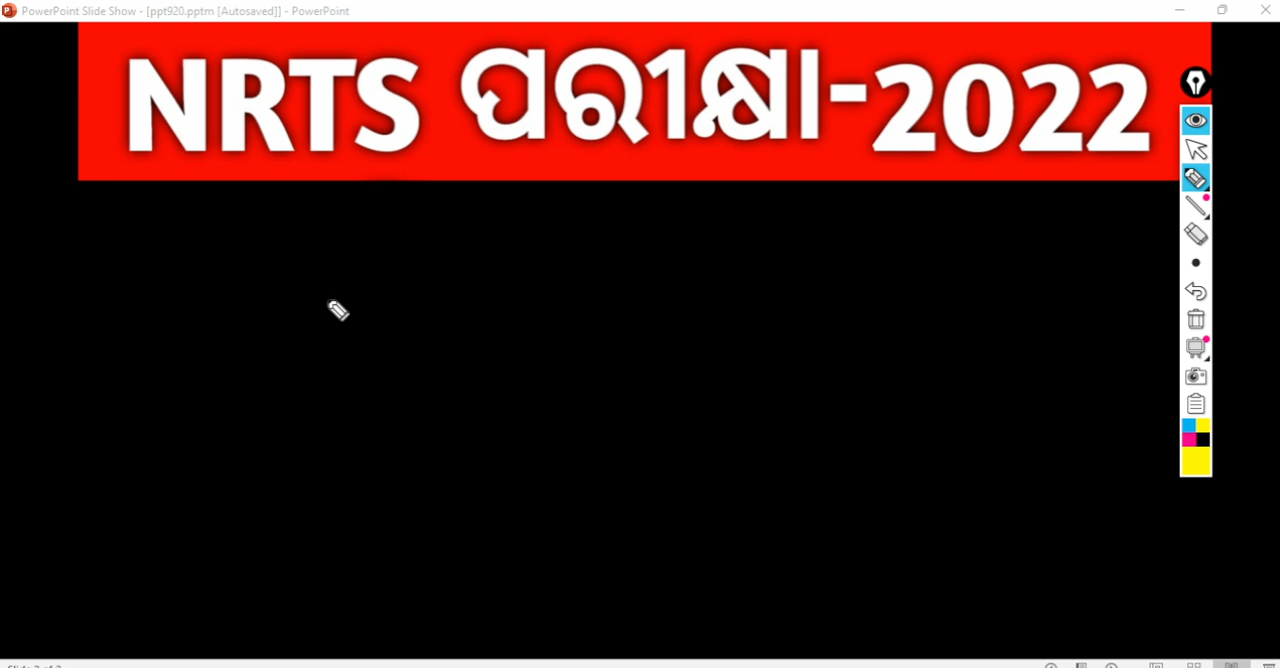 PowerPoint Slide Show - [ppt920.pptm [Autosaved]] - PowerPoint
NRTS ପରୀକ୍ଷା-2022